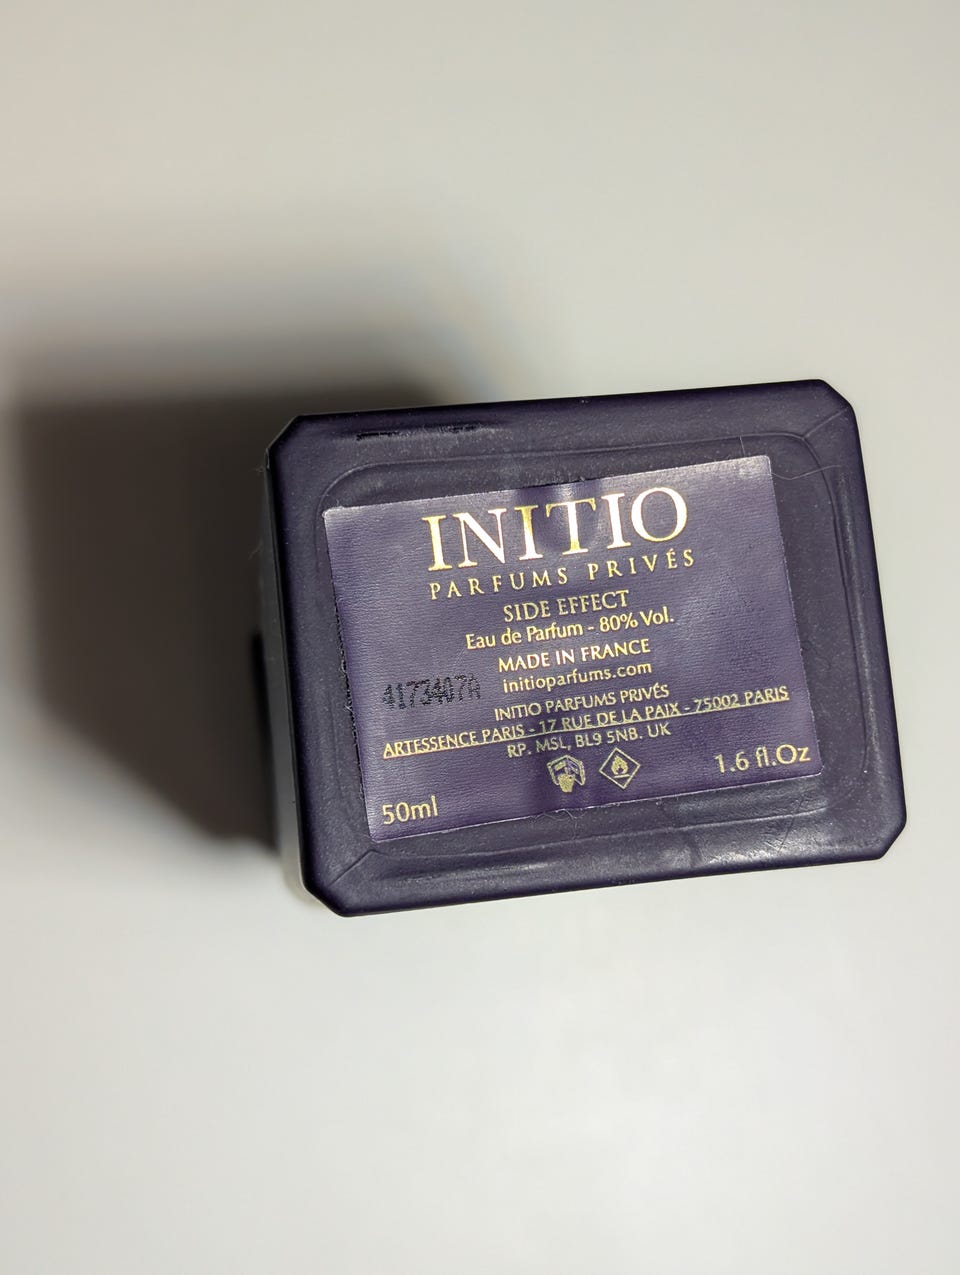 INITIO
PARFUMS PRIVÉS
SIDE EFFECT
Eau de Parfum - 80% Vol.
MADE IN FRANCE
initioparfums.com
4173407A
INITIO PARFUMS PRIVÉS
ARTESSENCE PARIS - 17 RUE DE LA PAIX - 75002 PARIS
RP. MSL, BL9 5NB. UK
50ml
1.6 fl.Oz